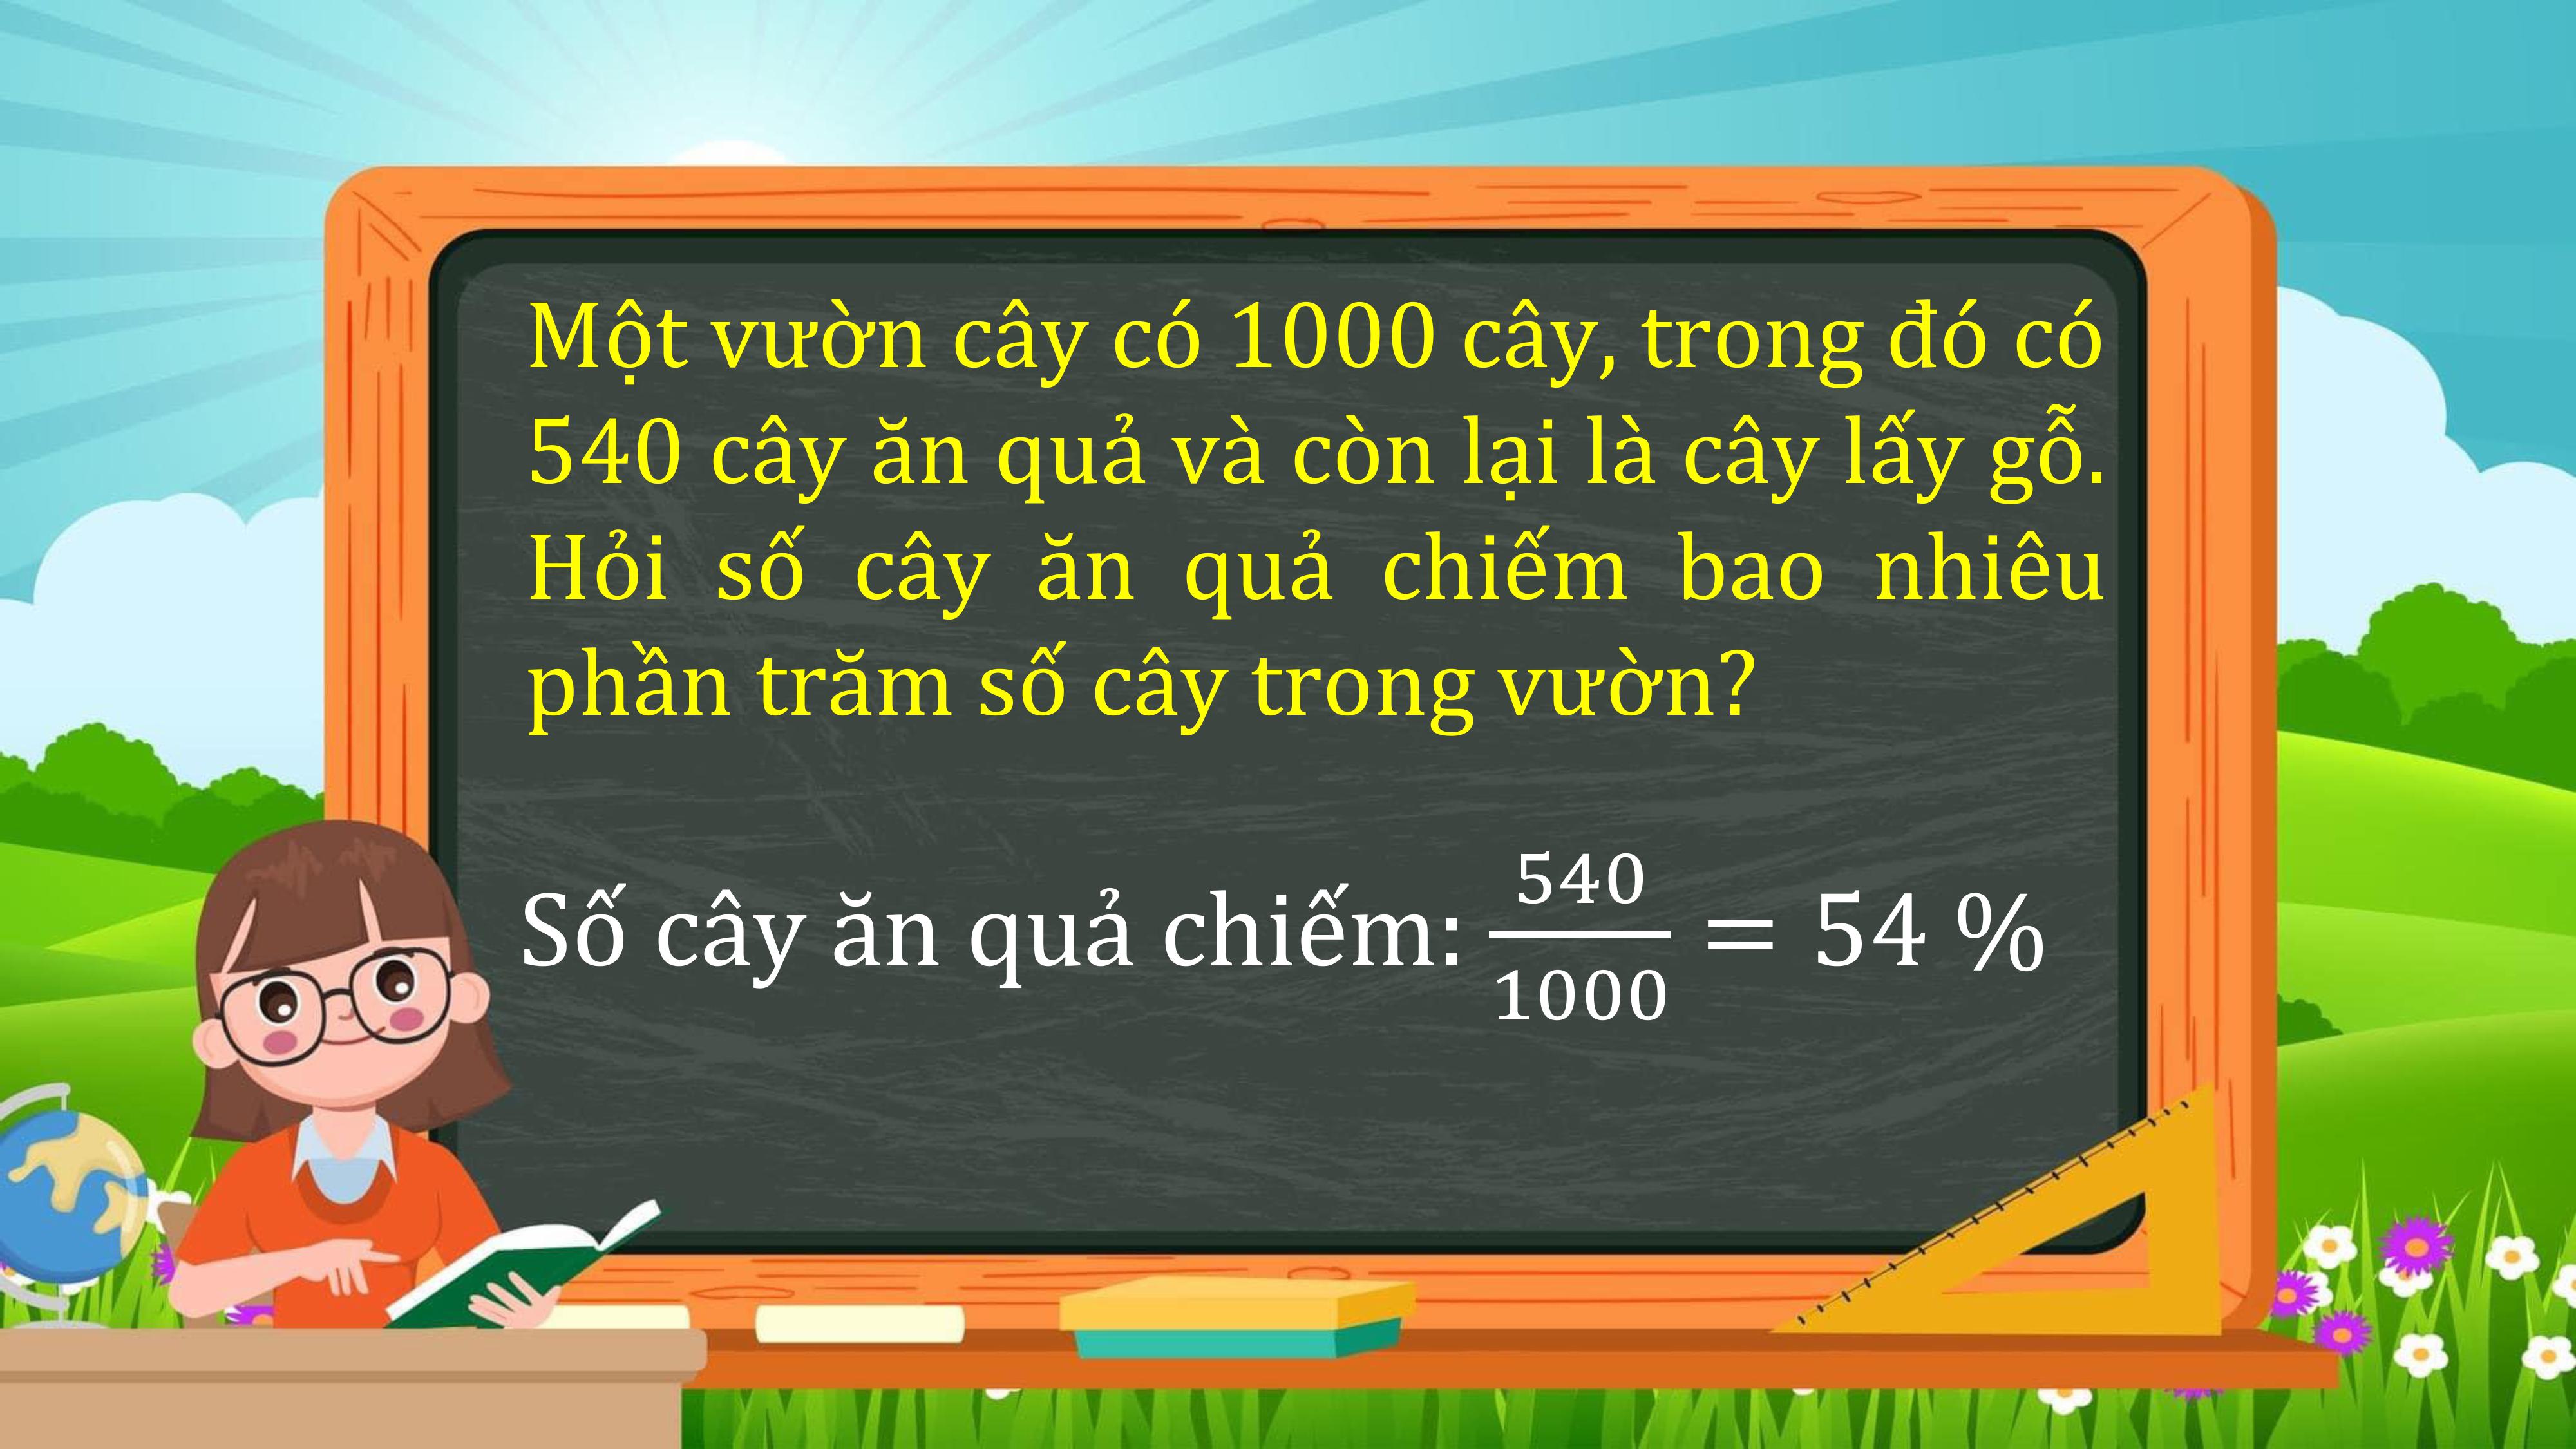 Một vườn cây có 1000 cây, trong đó có
540 cây ăn quả và còn lại là cây lấy gỗ.
Hỏi số cây ăn quả chiếm bao nhiêu
phần trăm số cây trong vườn?
Số cây ăn quả chiếm: 540/1000 = 54 %